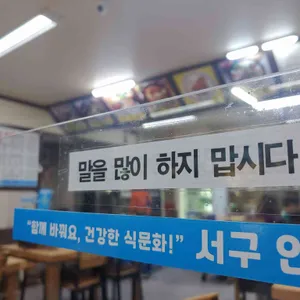 말을 많이 하지 맙시다
"함께 바꿔요, 건강한 식문화!" 서구